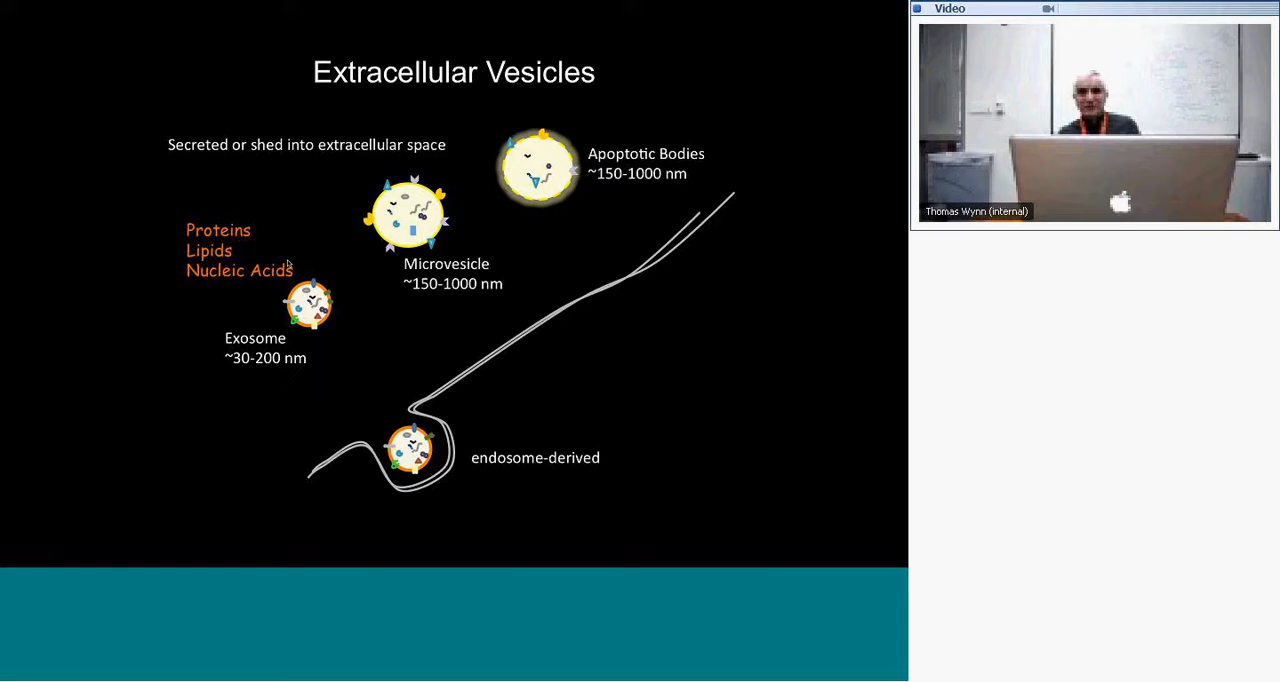 Video
Extracellular Vesicles
Secreted or shed into extracellular space
Apoptotic Bodies
~150-1000 nm
Proteins
Lipids
Nucleic Acids
Microvesicle
~150-1000 nm
Exosome
~30-200 nm
endosome-derived
Thomas Wynn (internal)